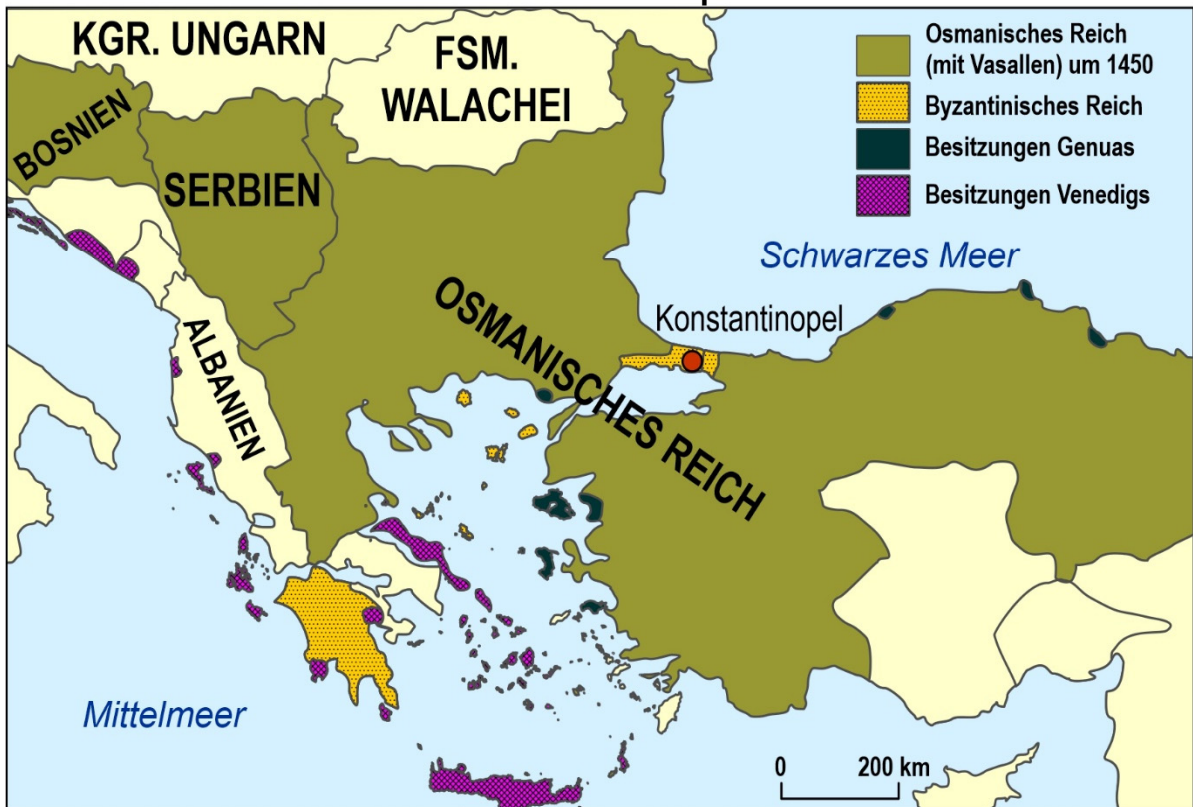 KGR. UNGARN
FSM.
WALACHEI
BOSNIEN
SERBIEN
ALBANIEN
OSMANISCHES REICH
Konstantinopel
Schwarzes Meer
Mittelmeer
Osmanisches Reich
(mit Vasallen) um 1450
Byzantinisches Reich
Besitzungen Genuas
Besitzungen Venedigs
0 200 km